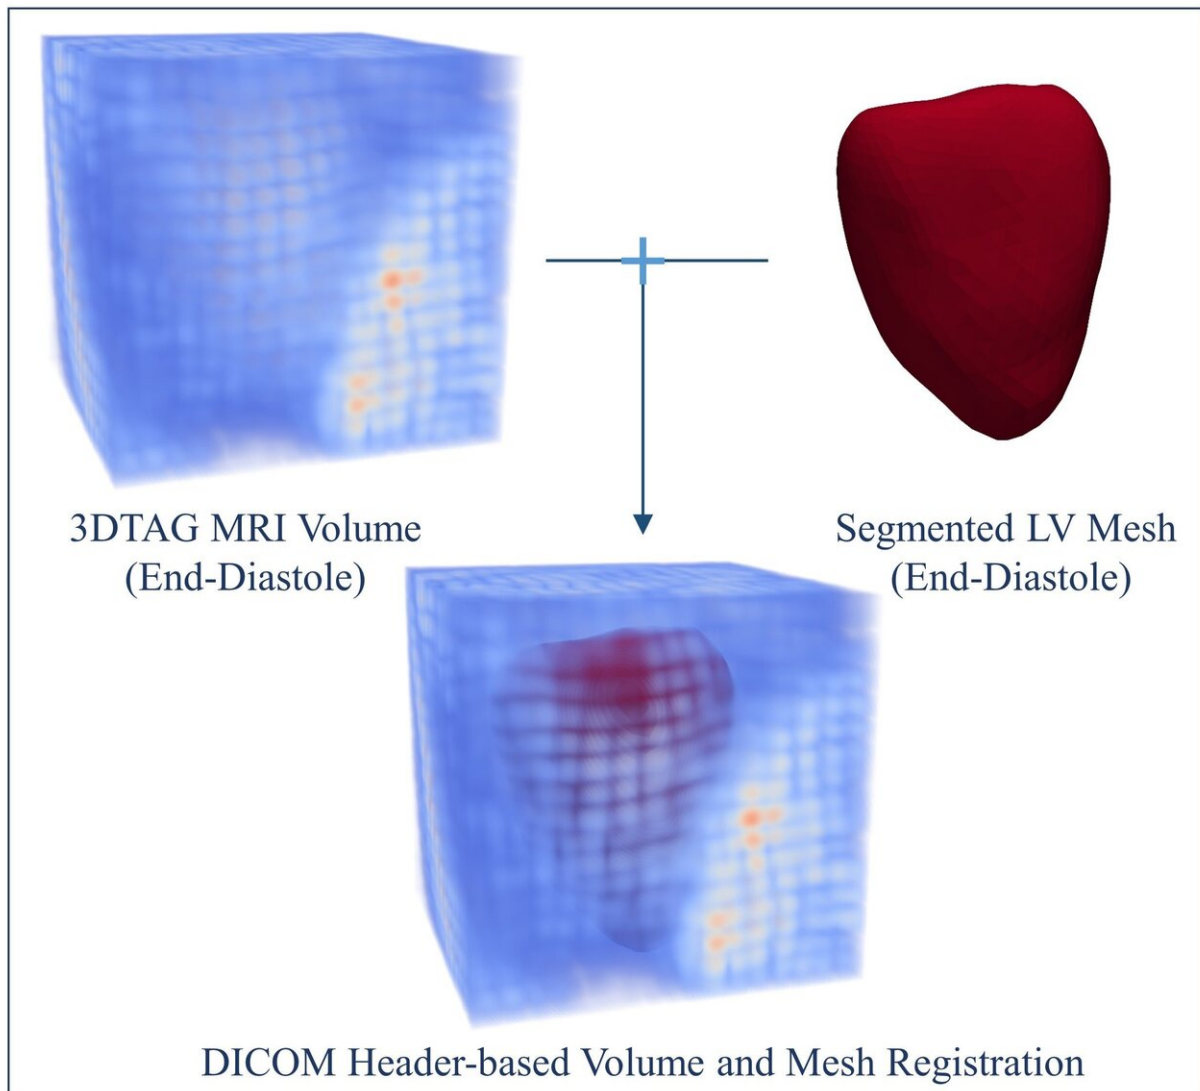 3DTAG MRI Volume
(End-Diastole)
Segmented LV Mesh
(End-Diastole)
DICOM Header-based Volume and Mesh Registration